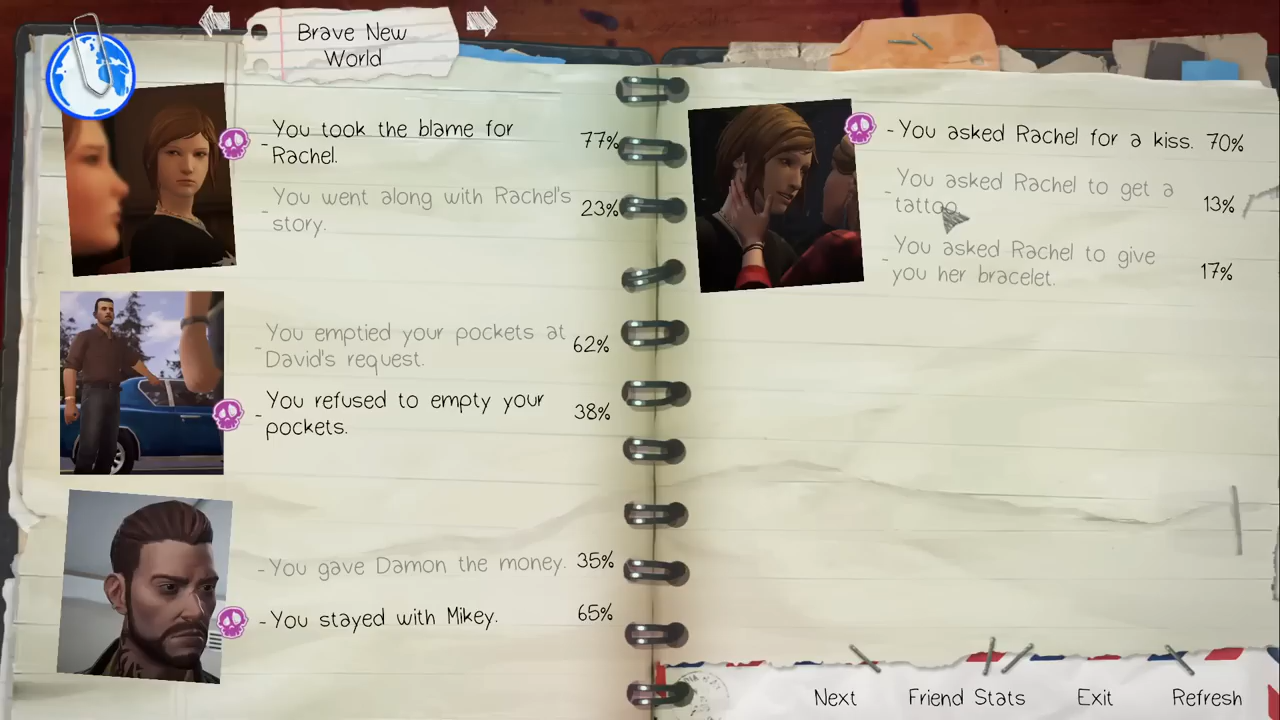 Brave New
World
- You took the blame for
Rachel.
77%
- You went along with Rachel's
story.
23%
- You emptied your pockets at
David's request.
62%
- You refused to empty your
pockets.
38%
- You gave Damon the money. 35%
- You stayed with Mikey. 65%
- You asked Rachel for a kiss. 70%
- You asked Rachel to get a
tattoo.
13%
- You asked Rachel to give
you her bracelet.
17%
Next Friend Stats Exit Refresh